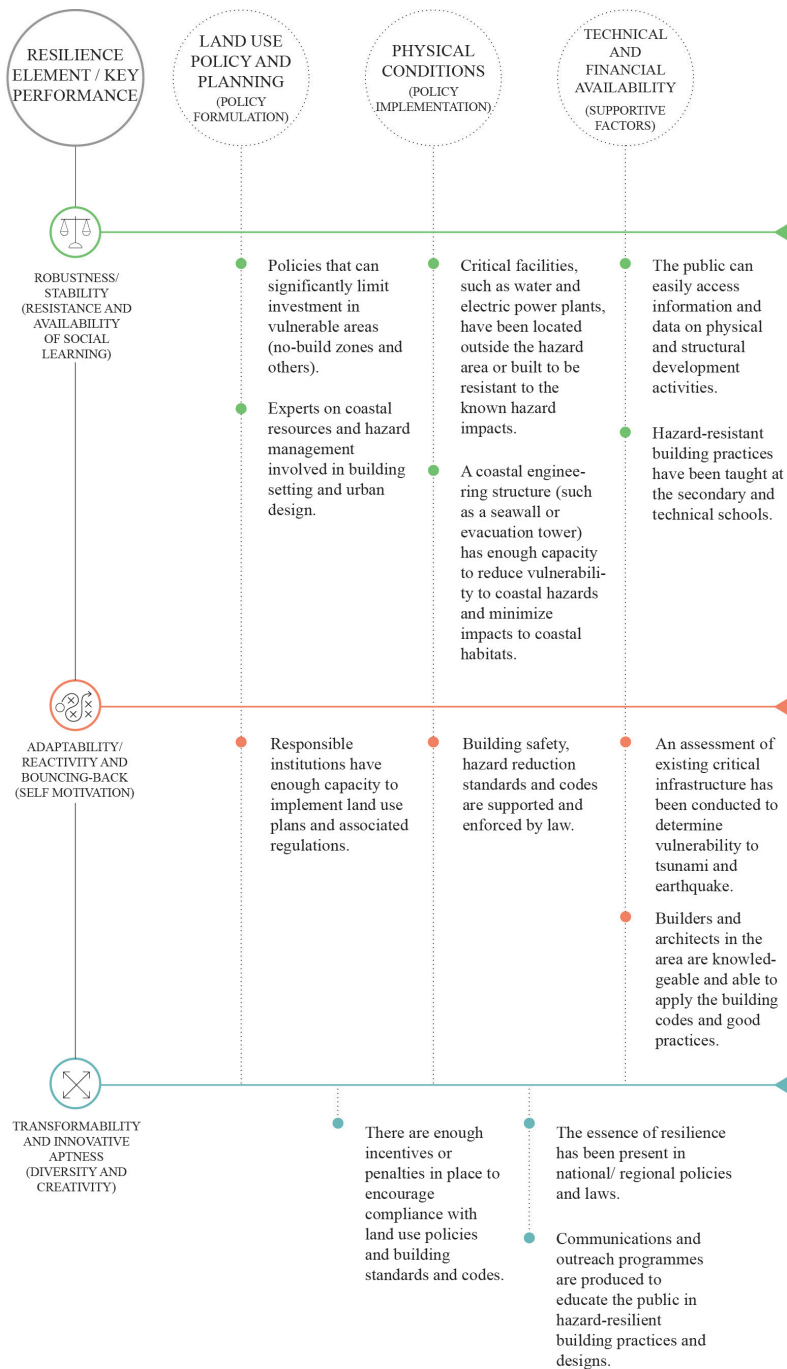 RESILIENCE
ELEMENT / KEY
PERFORMANCE
LAND USE
POLICY AND
PLANNING
(POLICY
FORMULATION)
PHYSICAL
CONDITIONS
(POLICY
IMPLEMENTATION)
TECHNICAL
AND
FINANCIAL
AVAILABILITY
(SUPPORTIVE
FACTORS)
ROBUSTNESS/
STABILITY
(RESISTANCE AND
AVAILABILITY
OF SOCIAL
LEARNING)
Policies that can
significantly limit
investment in
vulnerable areas
(no-build zones and
others).
Experts on coastal
resources and hazard
management
involved in building
setting and urban
design.
Critical facilities,
such as water and
electric power plants,
have been located
outside the hazard
area or built to be
resistant to the
known hazard
impacts.
A coastal enginee-
ring structure (such
as a seawall or
evacuation tower)
has enough capacity
to reduce vulnerabili-
ty to coastal hazards
and minimize
impacts to coastal
habitats.
The public can
easily access
information and
data on physical
and structural
development
activities.
Hazard-resistant
building practices
have been taught at
the secondary and
technical schools.
ADAPTABILITY/
REACTIVITY AND
BOUNCING-BACK
(SELF MOTIVATION)
Responsible
institutions have
enough capacity to
implement land use
plans and associated
regulations.
Building safety,
hazard reduction
standards and codes
are supported and
enforced by law.
An assessment of
existing critical
infrastructure has
been conducted to
determine
vulnerability to
tsunami and
earthquake.
Builders and
architects in the
area are knowled-
geable and able to
apply the building
codes and good
practices.
TRANSFORMABILITY
AND INNOVATIVE
APTNESS
(DIVERSITY AND
CREATIVITY)
There are enough
incentives or
penalties in place to
encourage
compliance with
land use policies
and building
standards and codes.
The essence of resilience
has been present in
national/ regional policies
and laws.
Communications and
outreach programmes
are produced to
educate the public in
hazard-resilient
building practices and
designs.